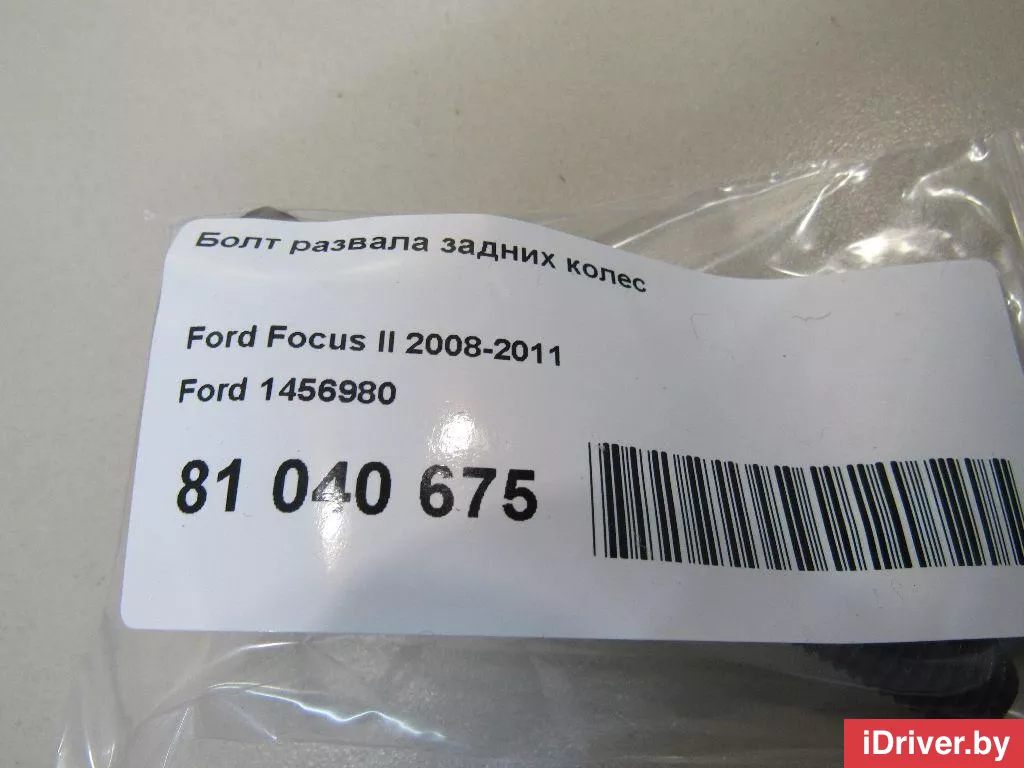 Болт развала задних колес
Ford Focus II 2008-2011
Ford 1456980
81 040 675
iDriver.by